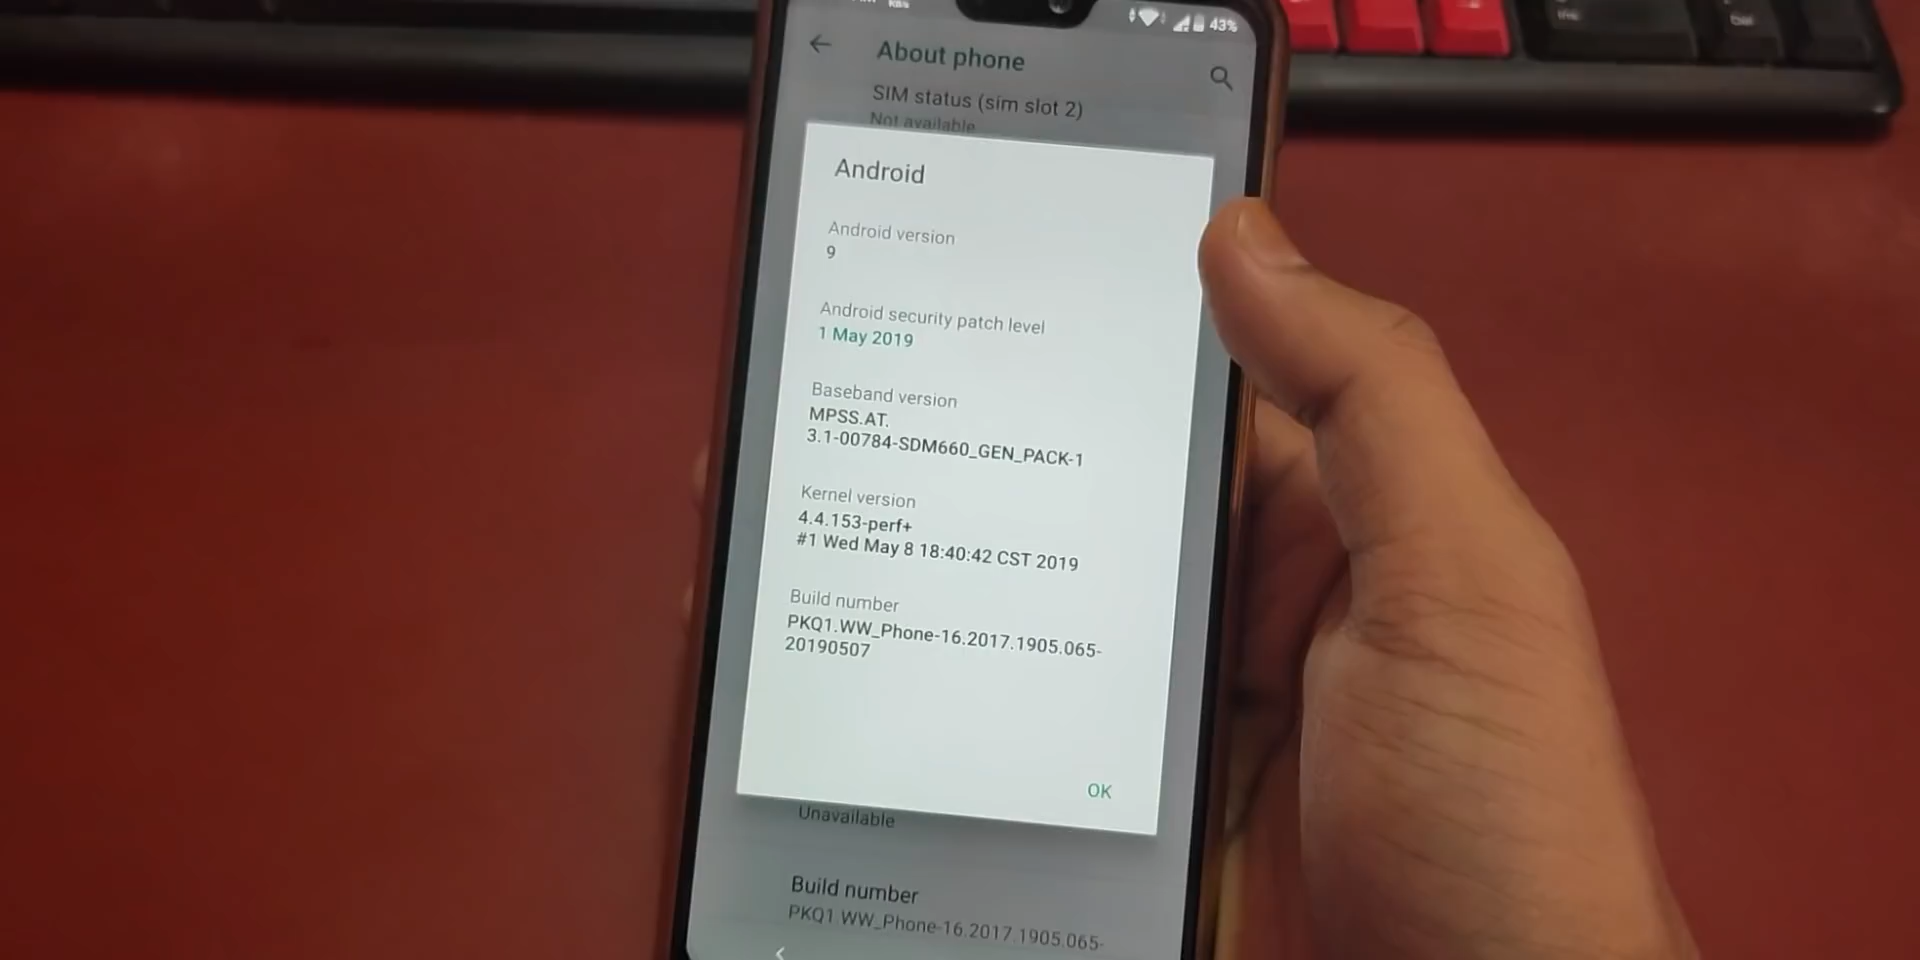 43%
About phone
SIM status (sim slot 2)
Not available
Android
Android version
9
Android security patch level
1 May 2019
Baseband version
MPSS.AT.
3.1-00784-SDM660_GEN_PACK-1
Kernel version
4.4.153-perf+
#1 Wed May 8 18:40:42 CST 2019
Build number
PKQ1.WW_Phone-16.2017.1905.065-
20190507
OK
Unavailable
Build number
PKQ1.WW_Phone-16.2017.1905.065-